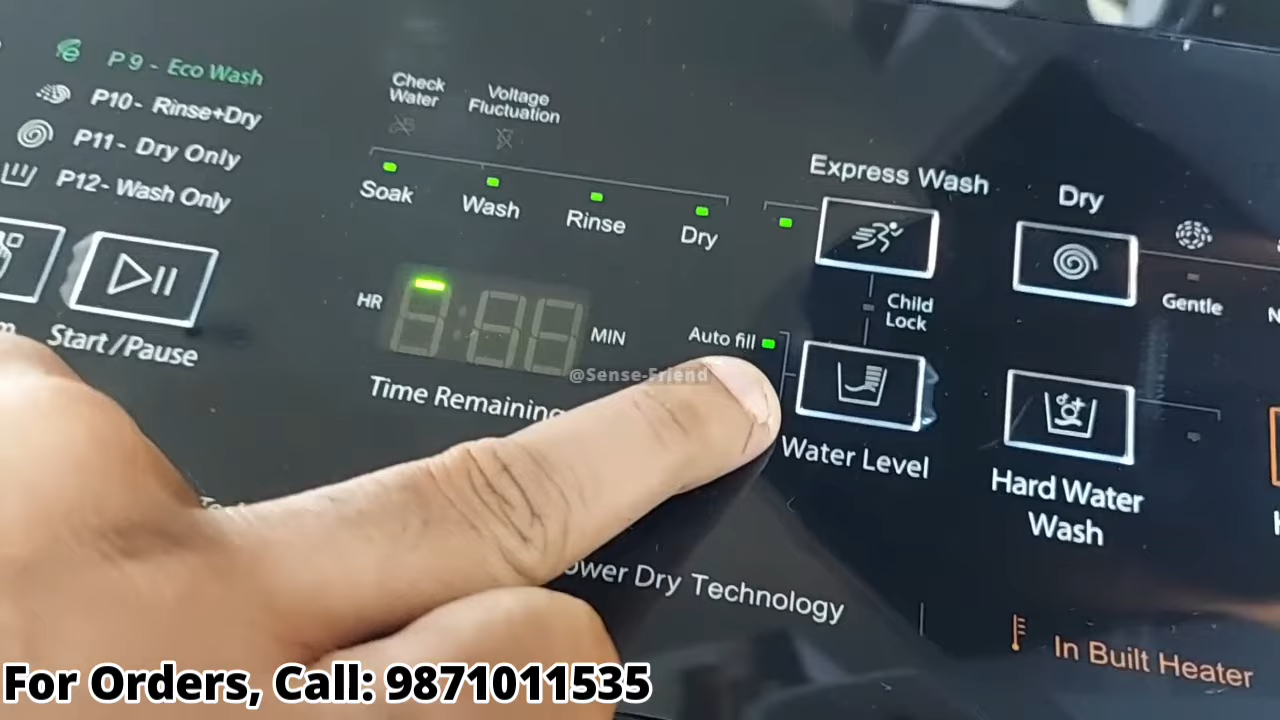 P 9 - Eco Wash
P10- Rinse+Dry
P11- Dry Only
P12- Wash Only
Start/Pause
Check
Water
Voltage
Fluctuation
Soak
Wash
Rinse
Dry
HR
MIN
Time Remaining
Auto fill
Express Wash
Child
Lock
Water Level
Dry
Gentle
Hard Water
Wash
Dry Technology
In Built Heater
@Sense-Friend
For Orders, Call: 9871011535